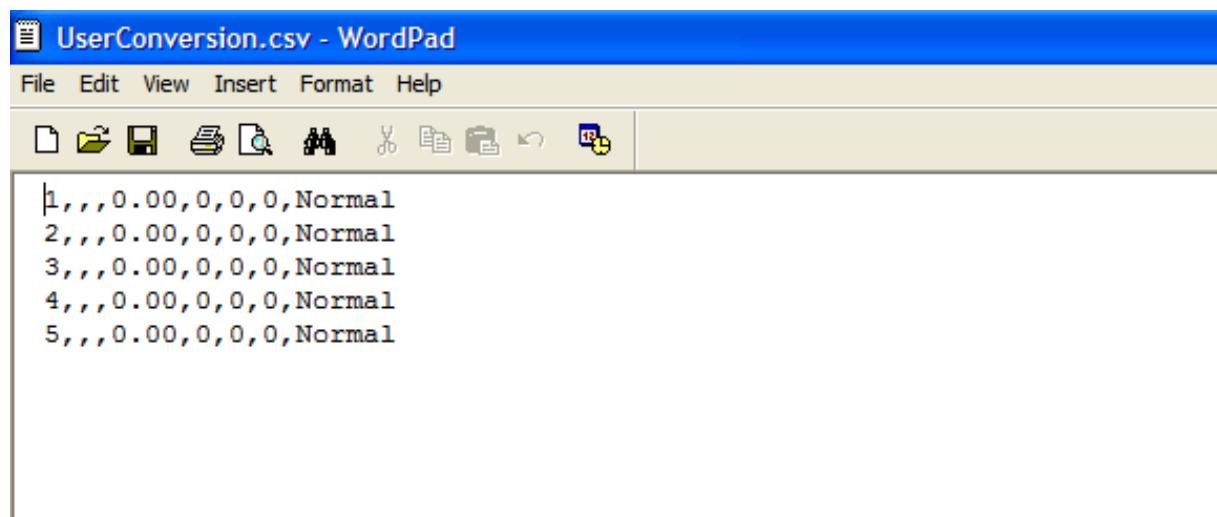 UserConversion.csv - WordPad
File Edit View Insert Format Help
1,,,0.00,0,0,0,Normal
2,,,0.00,0,0,0,Normal
3,,,0.00,0,0,0,Normal
4,,,0.00,0,0,0,Normal
5,,,0.00,0,0,0,Normal